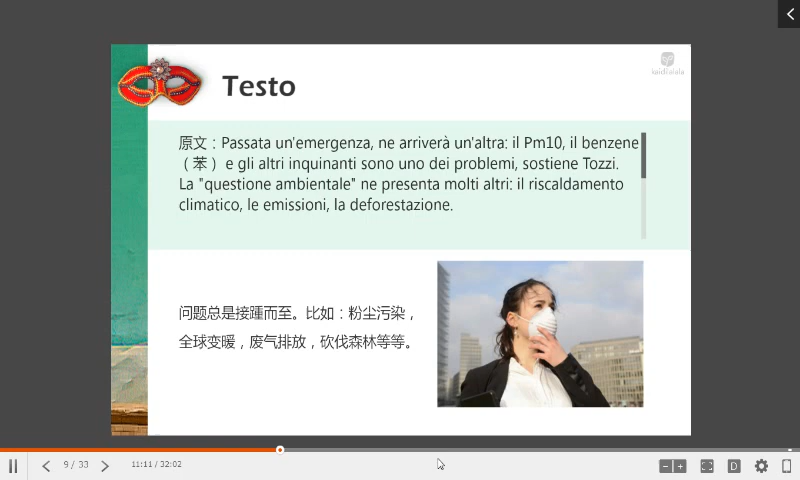 kaidilalala
Testo
原文：Passata un'emergenza, ne arriverà un'altra: il Pm10, il benzene
（苯）e gli altri inquinanti sono uno dei problemi, sostiene Tozzi.
La "questione ambientale" ne presenta molti altri: il riscaldamento
climatico, le emissioni, la deforestazione.
问题总是接踵而至。比如：粉尘污染，
全球变暖，废气排放，砍伐森林等等。
9 / 33
11:11 / 32:02
D